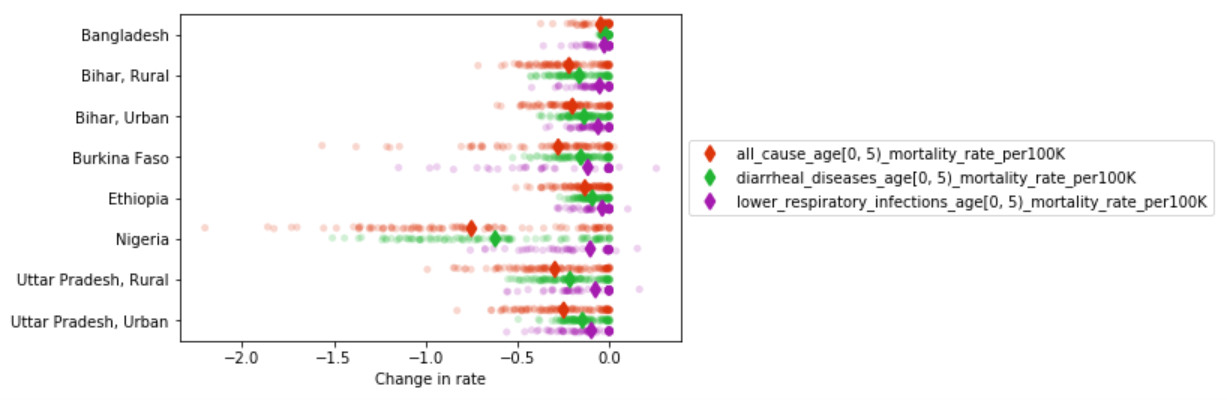 Bangladesh
Bihar, Rural
Bihar, Urban
Burkina Faso
Ethiopia
Nigeria
Uttar Pradesh, Rural
Uttar Pradesh, Urban
−2.0 −1.5 −1.0 −0.5 0.0
Change in rate
all_cause_age[0, 5)_mortality_rate_per100K
diarrheal_diseases_age[0, 5)_mortality_rate_per100K
lower_respiratory_infections_age[0, 5)_mortality_rate_per100K